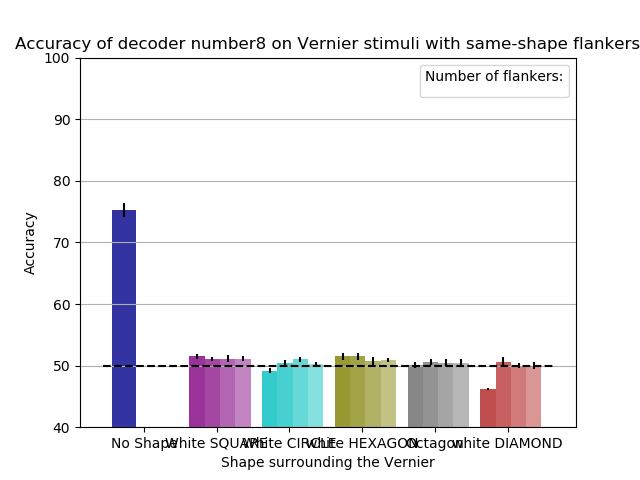 Accuracy of decoder number8 on Vernier stimuli with same-shape flankers
Number of flankers:
100
90
80
70
60
50
40
Accuracy
No Shape
White SQUARE
White CIRCLE
white HEXAGON
Octagon
white DIAMOND
Shape surrounding the Vernier